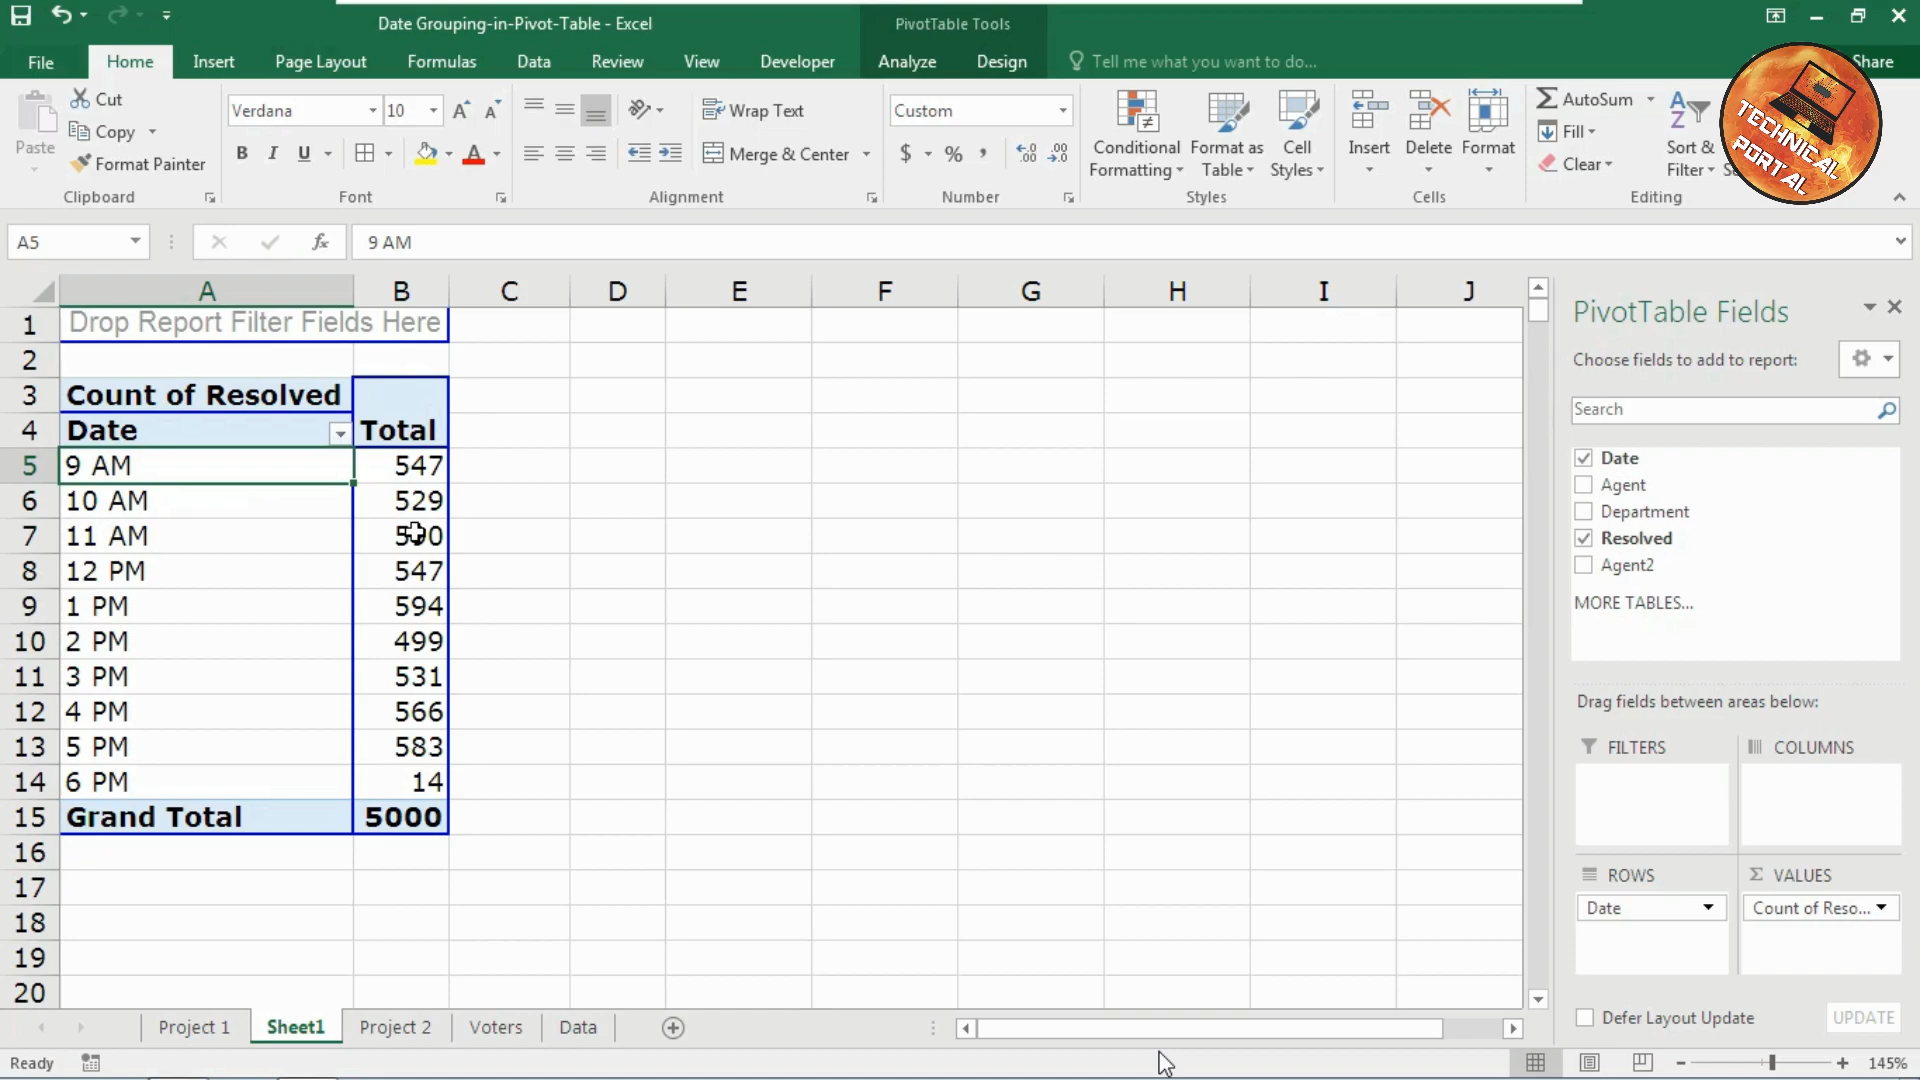 Date Grouping-in-Pivot-Table - Excel
PivotTable Tools
File Home Insert Page Layout Formulas Data Review View Developer Analyze Design Tell me what you want to do... Share
Paste
Cut
Copy
Format Painter
Clipboard
Verdana 10
B I U A
Font
Wrap Text
Merge & Center
Alignment
Custom
$ % ,
Number
Conditional Formatting
Format as Table
Cell Styles
Styles
Insert
Delete
Format
Cells
AutoSum
Fill
Clear
Sort & Filter
Editing
TECHNICAL PORTAL
A5 fx 9 AM
A B C D E F G H I J
1 Drop Report Filter Fields Here
2
3 Count of Resolved
4 Date Total
5 9 AM 547
6 10 AM 529
7 11 AM
8 12 PM 547
9 1 PM 594
10 2 PM 499
11 3 PM 531
12 4 PM 566
13 5 PM 583
14 6 PM 14
15 Grand Total 5000
16
17
18
19
20
PivotTable Fields
Choose fields to add to report:
Search
Date
Agent
Department
Resolved
Agent2
MORE TABLES...
Drag fields between areas below:
FILTERS
COLUMNS
ROWS
Date
VALUES
Count of Reso...
Defer Layout Update UPDATE
Project 1 Sheet1 Project 2 Voters Data
Ready 145%